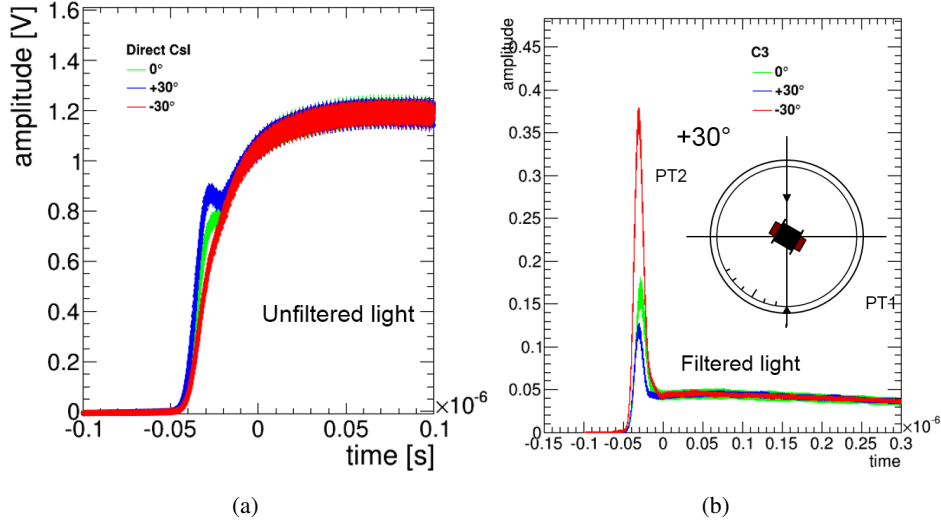 amplitude [V]
1.6
1.4
1.2
1
0.8
0.6
0.4
0.2
0
Direct CsI
0°
+30°
-30°
Unfiltered light
-0.1 -0.05 0 0.05 0.1
×10⁻⁶
time [s]
(a)
amplitude
0.45
0.4
0.35
0.3
0.25
0.2
0.15
0.1
0.05
0
C3
0°
+30°
-30°
+30°
PT2
PT1
Filtered light
-0.15 -0.1 -0.05 0 0.05 0.1 0.15 0.2 0.25 0.3
×10⁻⁶
time
(b)